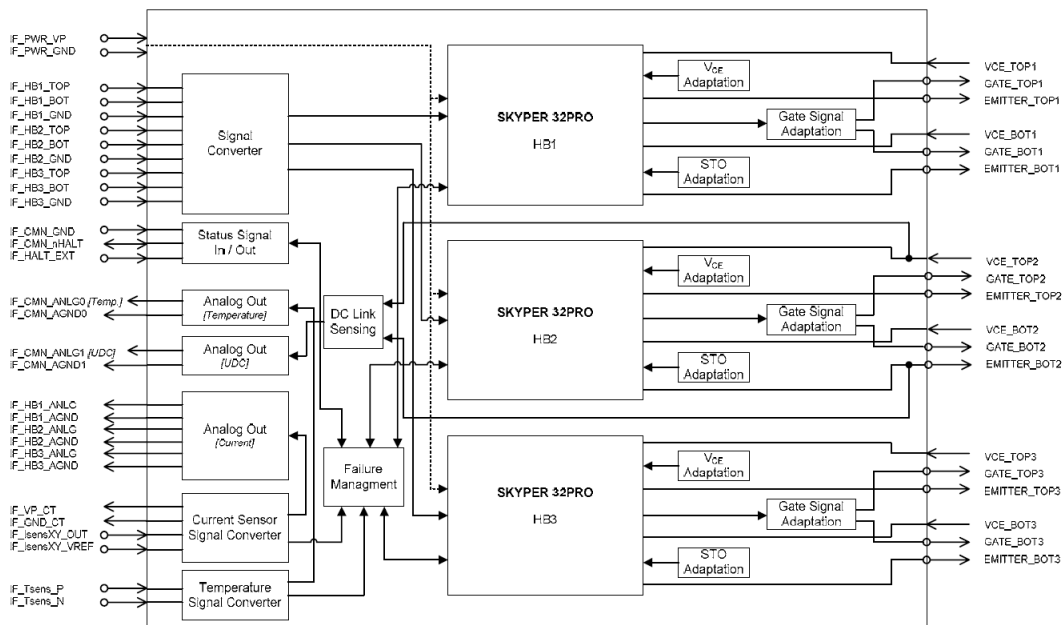 IF_PWR_VP
IF_PWR_GND
IF_HB1_TOP
IF_HB1_BOT
IF_HB1_GND
IF_HB2_TOP
IF_HB2_BOT
IF_HB2_GND
IF_HB3_TOP
IF_HB3_BOT
IF_HB3_GND
IF_CMN_GND
IF_CMN_nHALT
IF_HALT_EXT
IF_CMN_ANLG0 [Temp.]
IF_CMN_AGND0
IF_CMN_ANLG1 [UDC]
IF_CMN_AGND1
IF_HB1_ANLG
IF_HB1_AGND
IF_HB2_ANLG
IF_HB2_AGND
IF_HB3_ANLG
IF_HB3_AGND
IF_VP_CT
IF_GND_CT
IF_IsensXY_OUT
IF_IsensXY_VREF
IF_Tsens_P
IF_Tsens_N
Signal
Converter
Status Signal
In / Out
Analog Out
[Temperature]
Analog Out
[UDC]
Analog Out
[Current]
Current Sensor
Signal Converter
Temperature
Signal Converter
DC Link
Sensing
Failure
Managment
SKYPER 32PRO
HB1
VCE
Adaptation
Gate Signal
Adaptation
STO
Adaptation
SKYPER 32PRO
HB2
VCE
Adaptation
Gate Signal
Adaptation
STO
Adaptation
SKYPER 32PRO
HB3
VCE
Adaptation
Gate Signal
Adaptation
STO
Adaptation
VCE_TOP1
GATE_TOP1
EMITTER_TOP1
VCE_BOT1
GATE_BOT1
EMITTER_BOT1
VCE_TOP2
GATE_TOP2
EMITTER_TOP2
VCE_BOT2
GATE_BOT2
EMITTER_BOT2
VCE_TOP3
GATE_TOP3
EMITTER_TOP3
VCE_BOT3
GATE_BOT3
EMITTER_BOT3